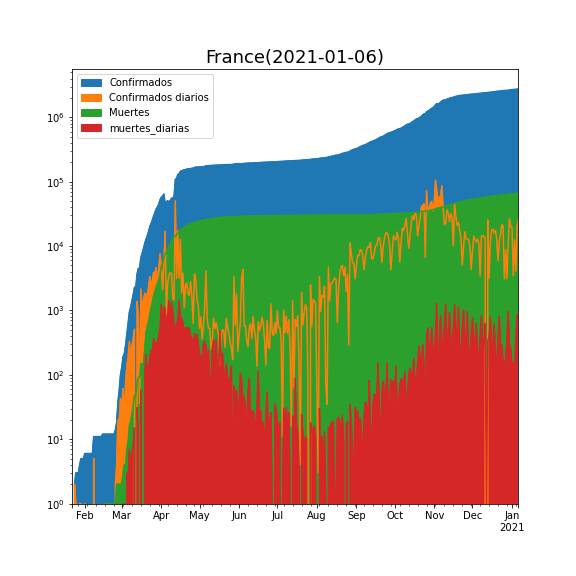 France(2021-01-06)
Confirmados
Confirmados diarios
Muertes
muertes_diarias
10^6
10^5
10^4
10^3
10^2
10^1
10^0
Feb Mar Apr May Jun Jul Aug Sep Oct Nov Dec Jan
2021